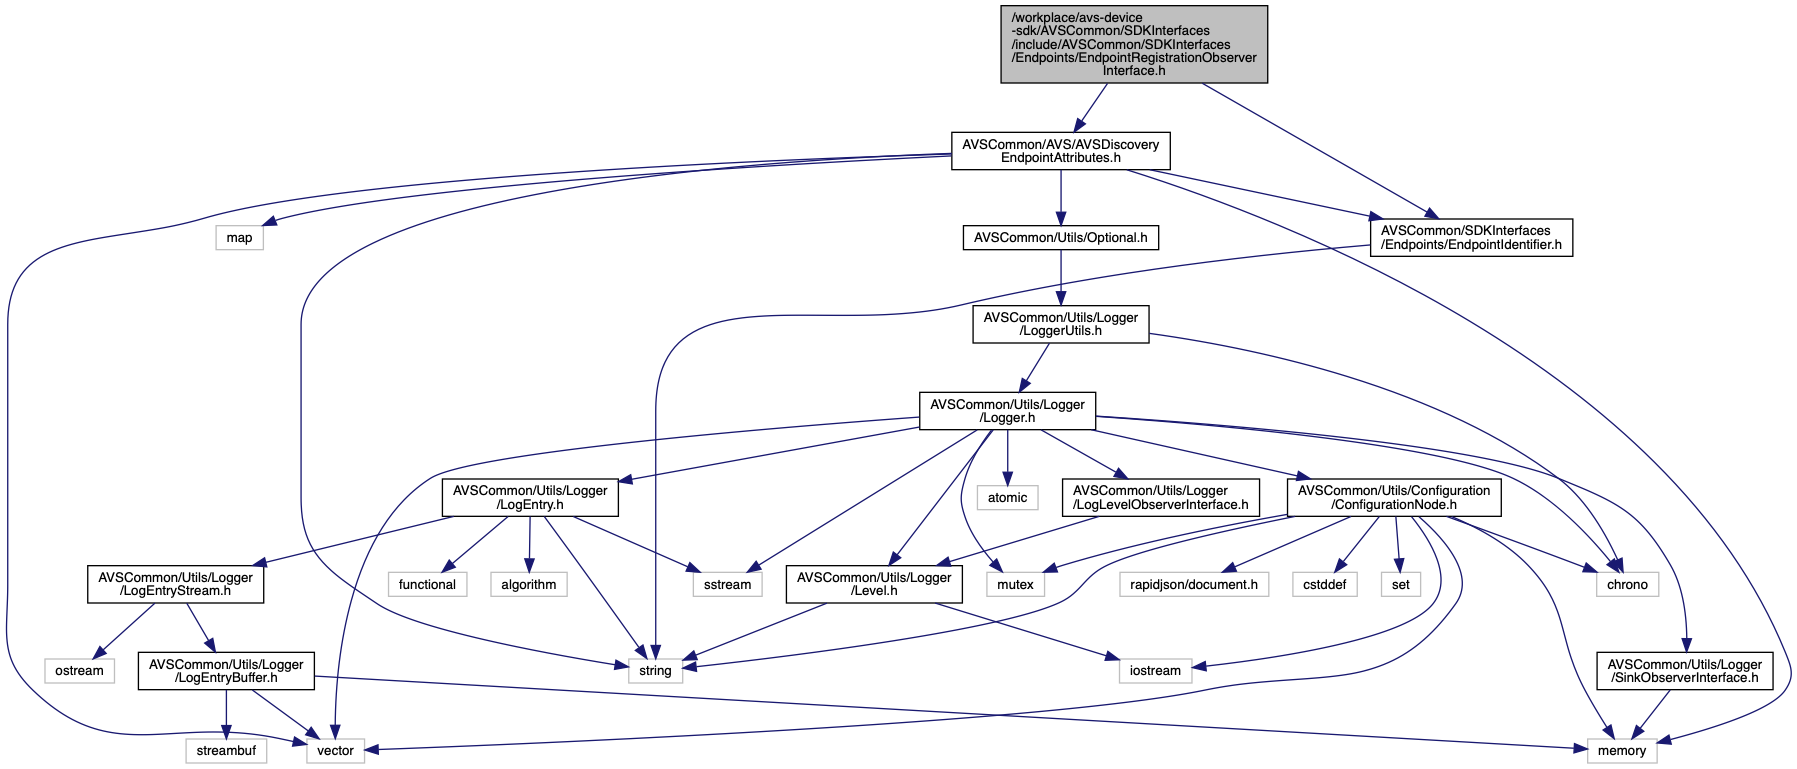 /workplace/avs-device
-sdk/AVSCommon/SDKInterfaces
/include/AVSCommon/SDKInterfaces
/Endpoints/EndpointRegistrationObserver
Interface.h
AVSCommon/AVS/AVSDiscovery
EndpointAttributes.h
map
AVSCommon/Utils/Optional.h
AVSCommon/SDKInterfaces
/Endpoints/EndpointIdentifier.h
AVSCommon/Utils/Logger
/LoggerUtils.h
AVSCommon/Utils/Logger
/Logger.h
AVSCommon/Utils/Logger
/LogEntry.h
atomic
AVSCommon/Utils/Logger
/LogLevelObserverInterface.h
AVSCommon/Utils/Configuration
/ConfigurationNode.h
AVSCommon/Utils/Logger
/LogEntryStream.h
functional
algorithm
sstream
AVSCommon/Utils/Logger
/Level.h
mutex
rapidjson/document.h
cstddef
set
chrono
ostream
AVSCommon/Utils/Logger
/LogEntryBuffer.h
string
iostream
AVSCommon/Utils/Logger
/SinkObserverInterface.h
streambuf
vector
memory